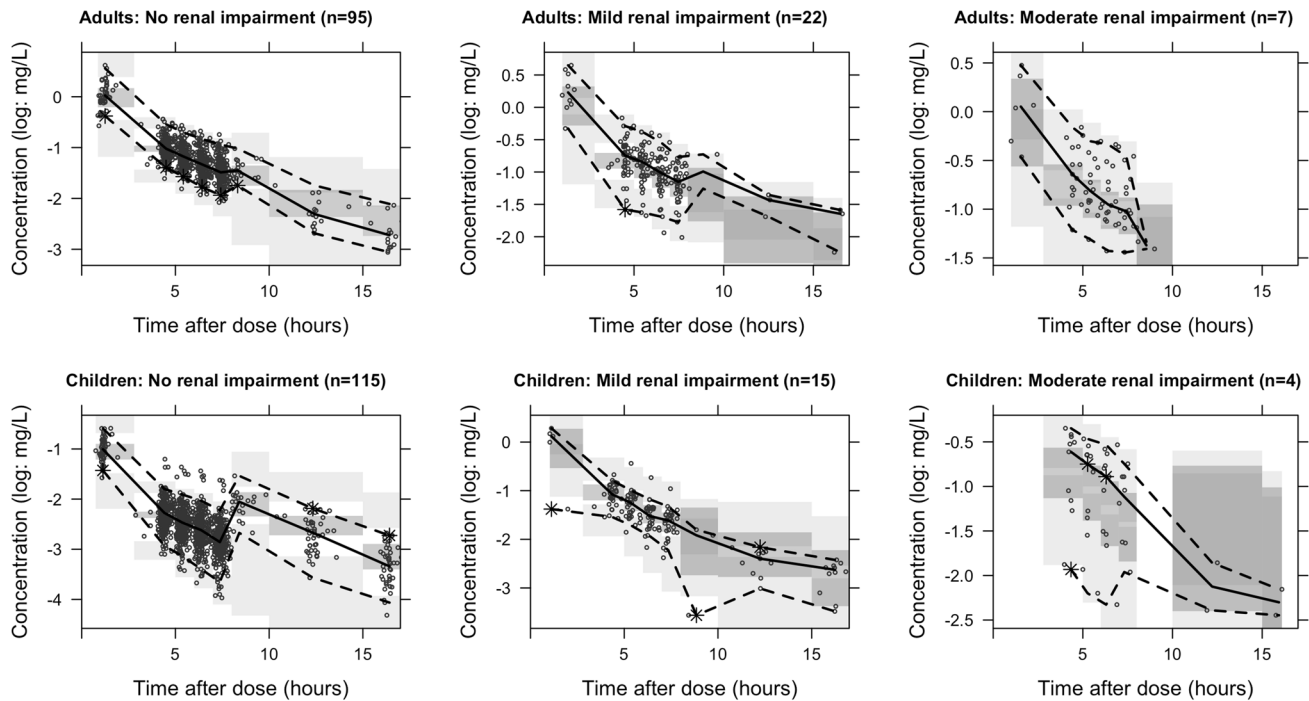 Adults: No renal impairment (n=95)
Concentration (log: mg/L)
0
-1
-2
-3
5
10
15
Time after dose (hours)
Adults: Mild renal impairment (n=22)
Concentration (log: mg/L)
0.5
0.0
-0.5
-1.0
-1.5
-2.0
5
10
15
Time after dose (hours)
Adults: Moderate renal impairment (n=7)
Concentration (log: mg/L)
0.5
0.0
-0.5
-1.0
-1.5
5
10
15
Time after dose (hours)
Children: No renal impairment (n=115)
Concentration (log: mg/L)
-1
-2
-3
-4
5
10
15
Time after dose (hours)
Children: Mild renal impairment (n=15)
Concentration (log: mg/L)
0
-1
-2
-3
5
10
15
Time after dose (hours)
Children: Moderate renal impairment (n=4)
Concentration (log: mg/L)
-0.5
-1.0
-1.5
-2.0
-2.5
5
10
15
Time after dose (hours)